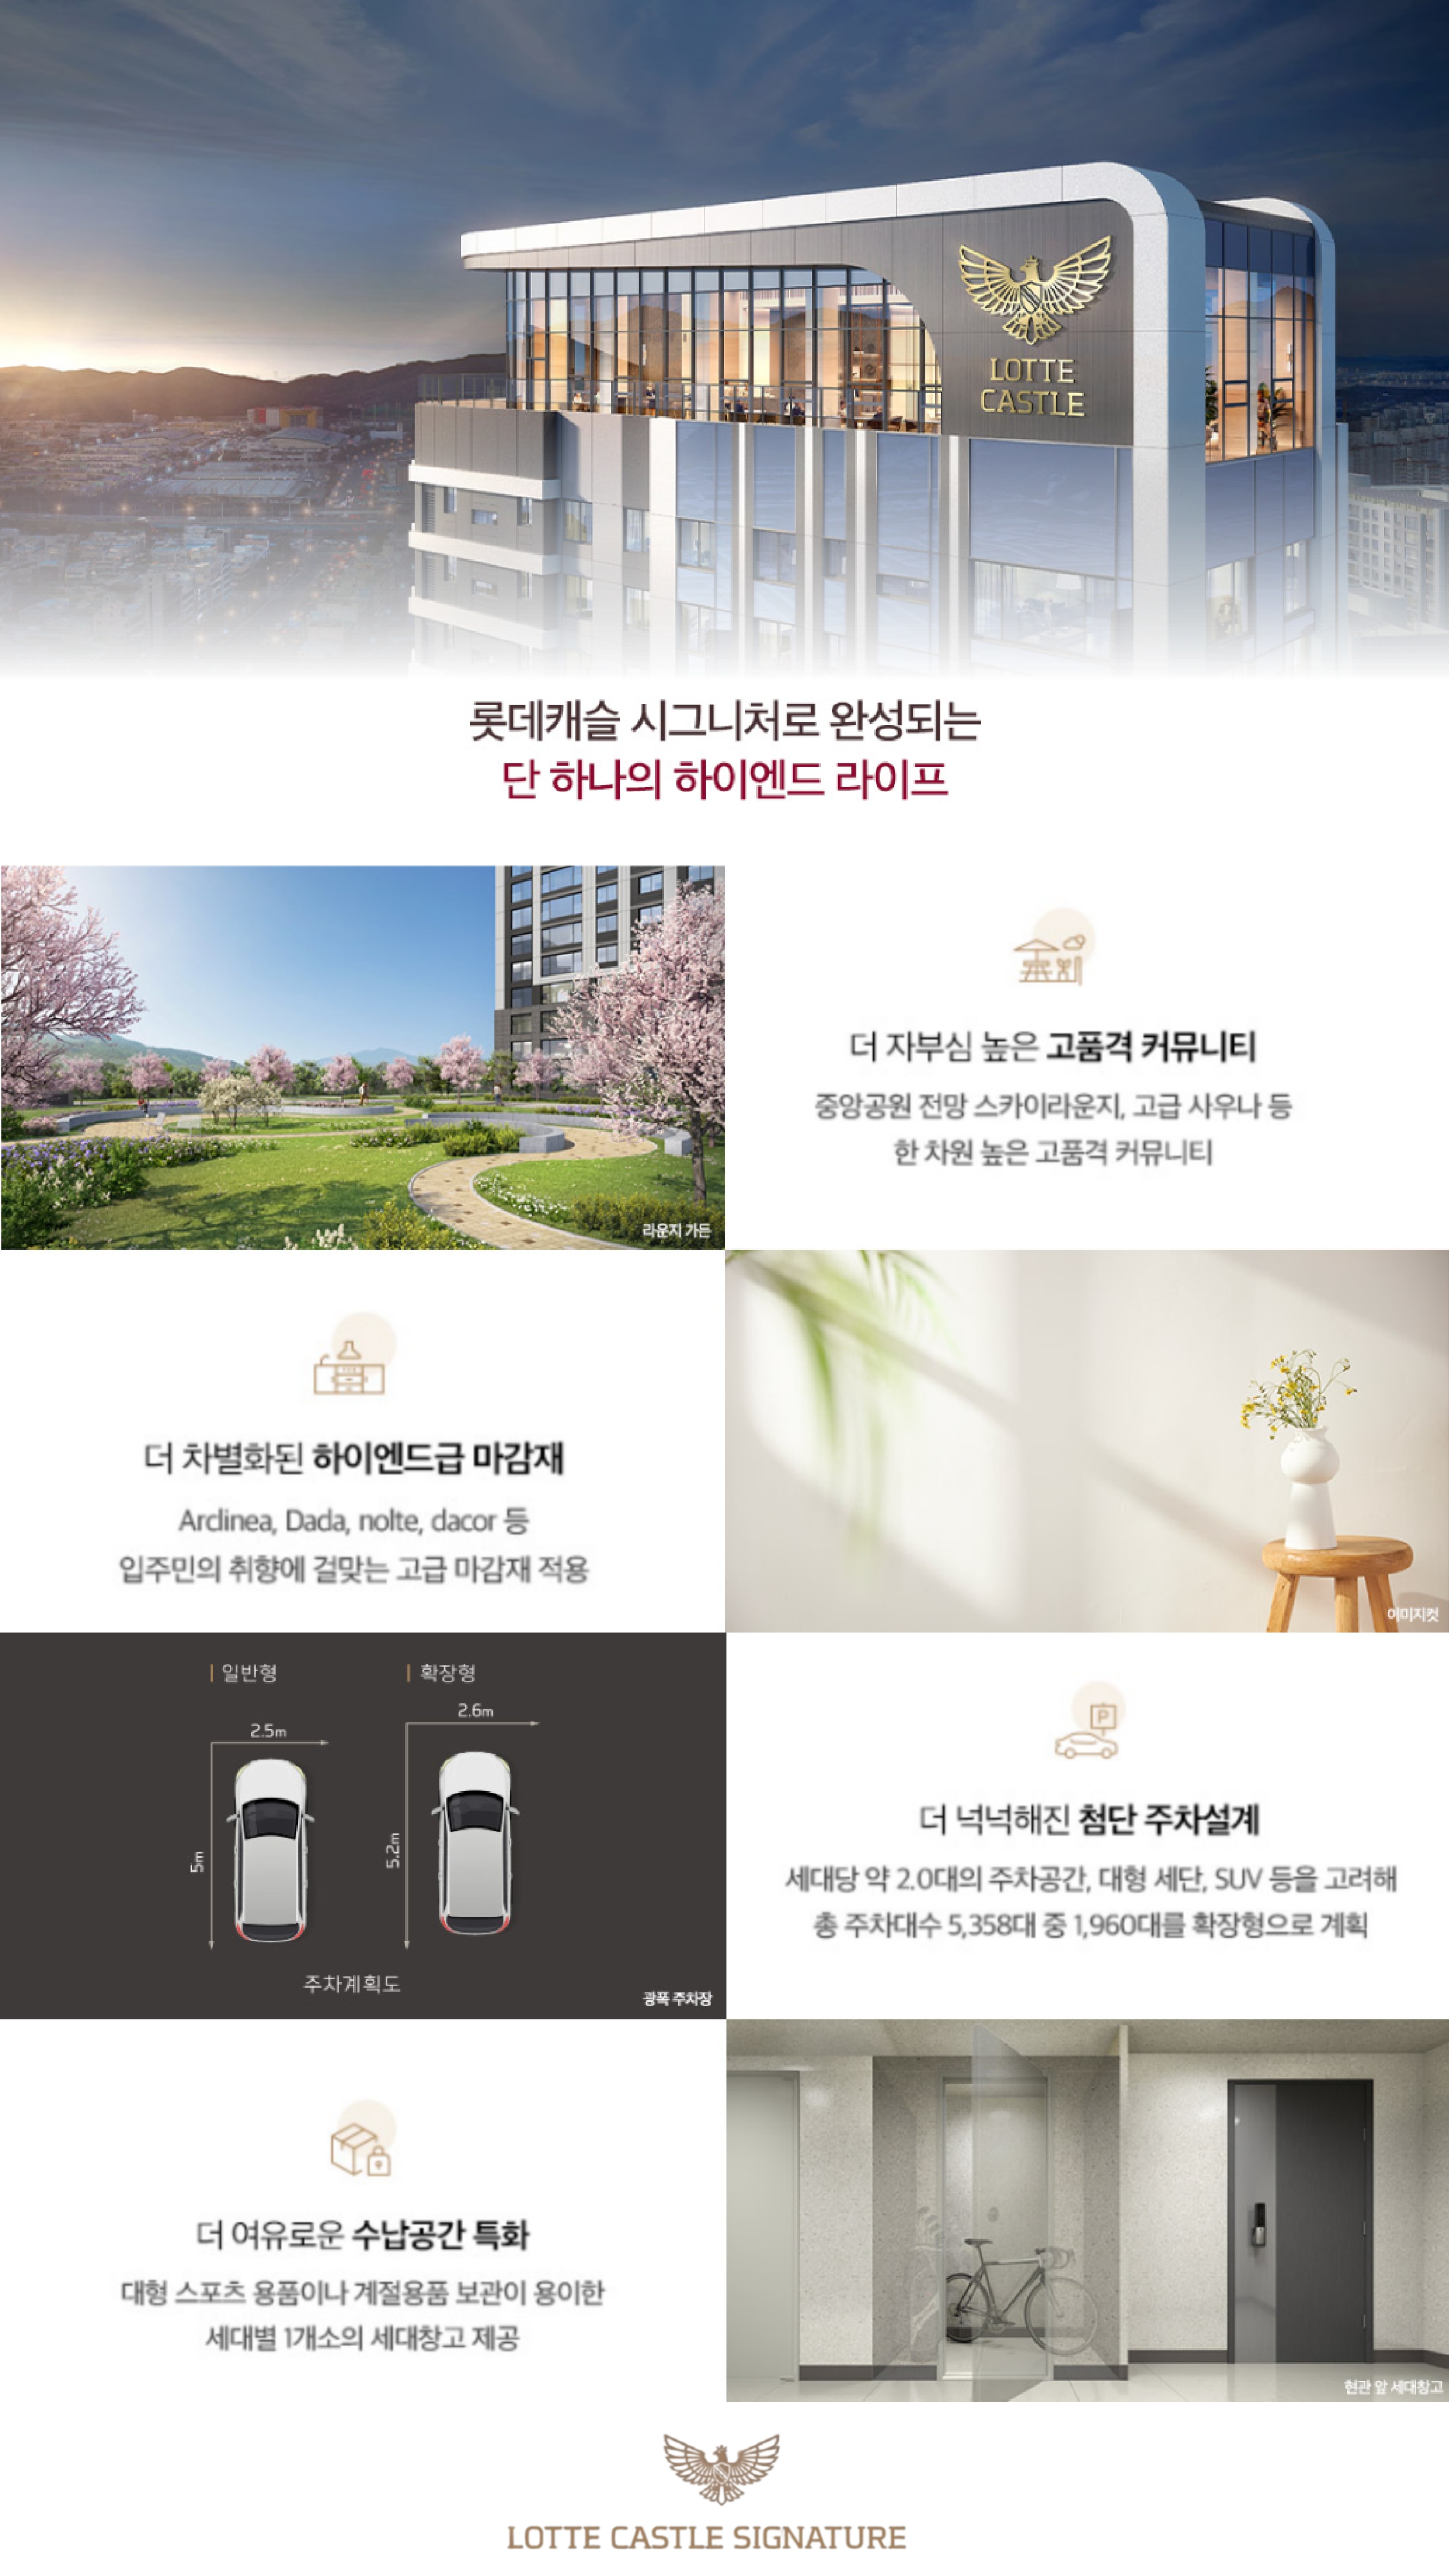 LOTTE
CASTLE
롯데캐슬 시그니처로 완성되는
단 하나의 하이엔드 라이프
라운지 가든
더 자부심 높은 고품격 커뮤니티
중앙공원 전망 스카이라운지, 고급 사우나 등
한 차원 높은 고품격 커뮤니티
더 차별화된 하이엔드급 마감재
Arclinea, Dada, nolte, dacor 등
입주민의 취향에 걸맞는 고급 마감재 적용
이미지컷
일반형
확장형
2.5m
2.6m
5m
5.2m
주차계획도
광폭 주차장
P
더 넉넉해진 첨단 주차설계
세대당 약 2.0대의 주차공간, 대형 세단, SUV 등을 고려해
총 주차대수 5,358대 중 1,960대를 확장형으로 계획
더 여유로운 수납공간 특화
대형 스포츠 용품이나 계절용품 보관이 용이한
세대별 1개소의 세대창고 제공
현관 앞 세대창고
LOTTE CASTLE SIGNATURE